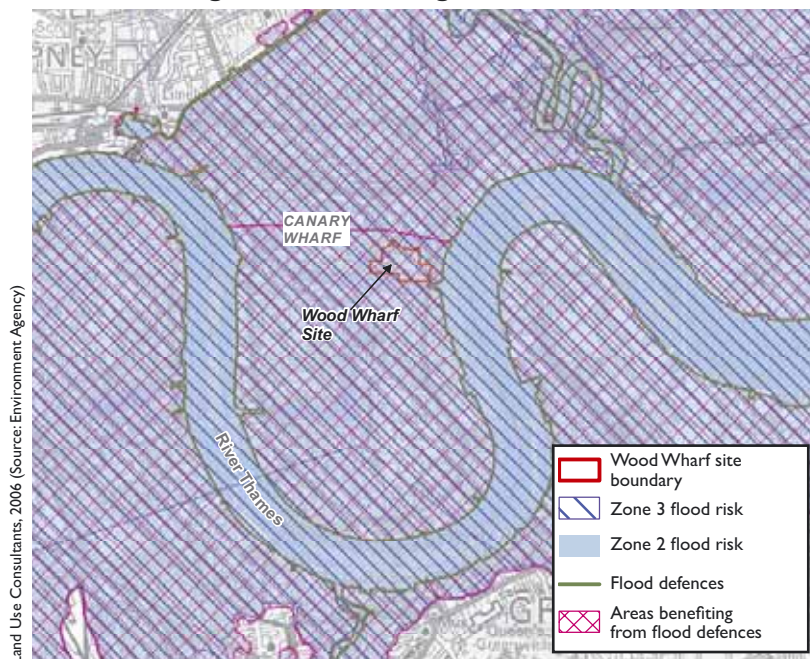 RNEY
CANARY
WHARF
Wood Wharf
Site
River Thames
Wood Wharf site
boundary
Zone 3 flood risk
Zone 2 flood risk
Flood defences
Areas benefiting
from flood defences
and Use Consultants, 2006 (Source: Environment Agency)